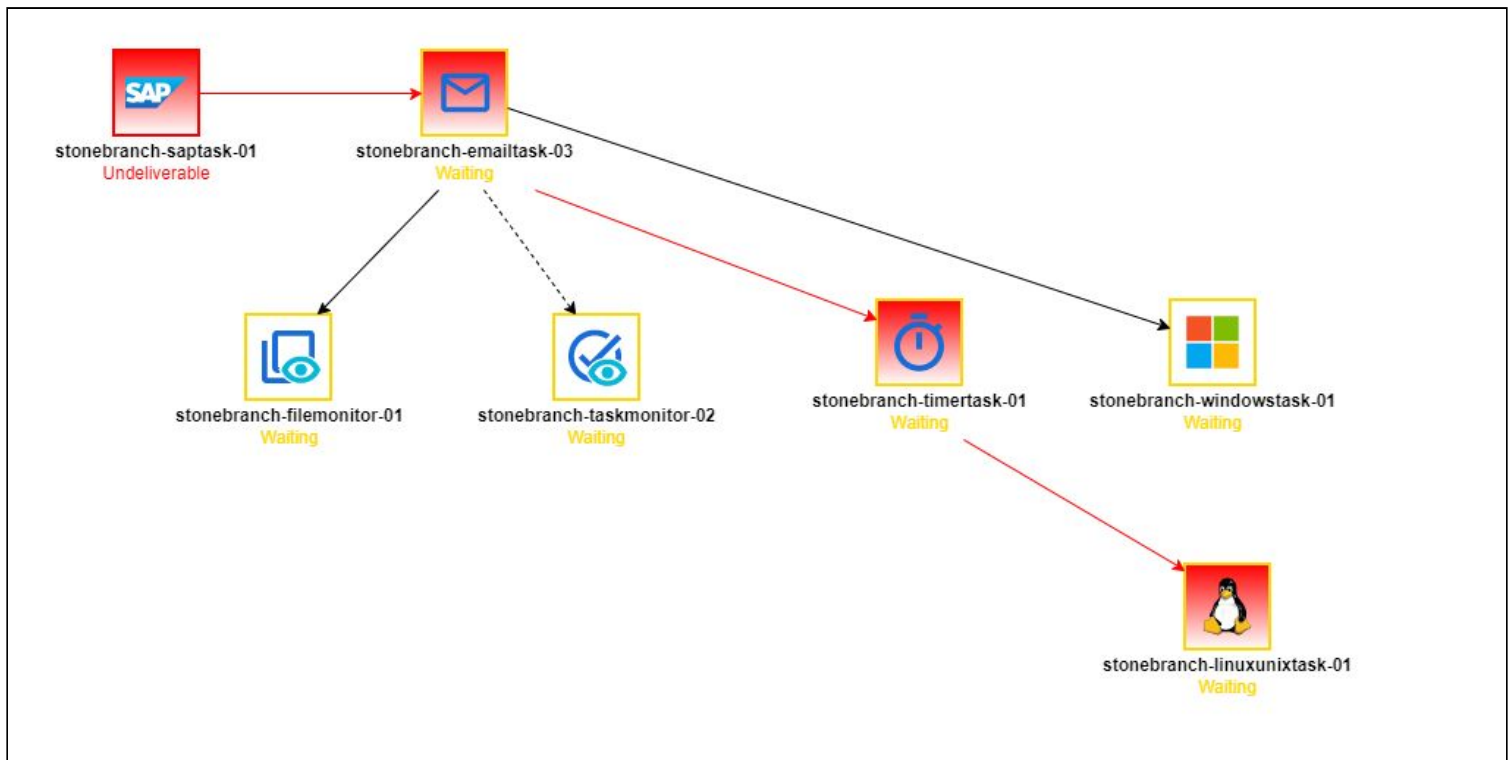 SAP
stonebranch-saptask-01
Undeliverable
stonebranch-emailtask-03
Waiting
stonebranch-filemonitor-01
Waiting
stonebranch-taskmonitor-02
Waiting
stonebranch-timertask-01
Waiting
stonebranch-windowstask-01
Waiting
stonebranch-linuxunixtask-01
Waiting